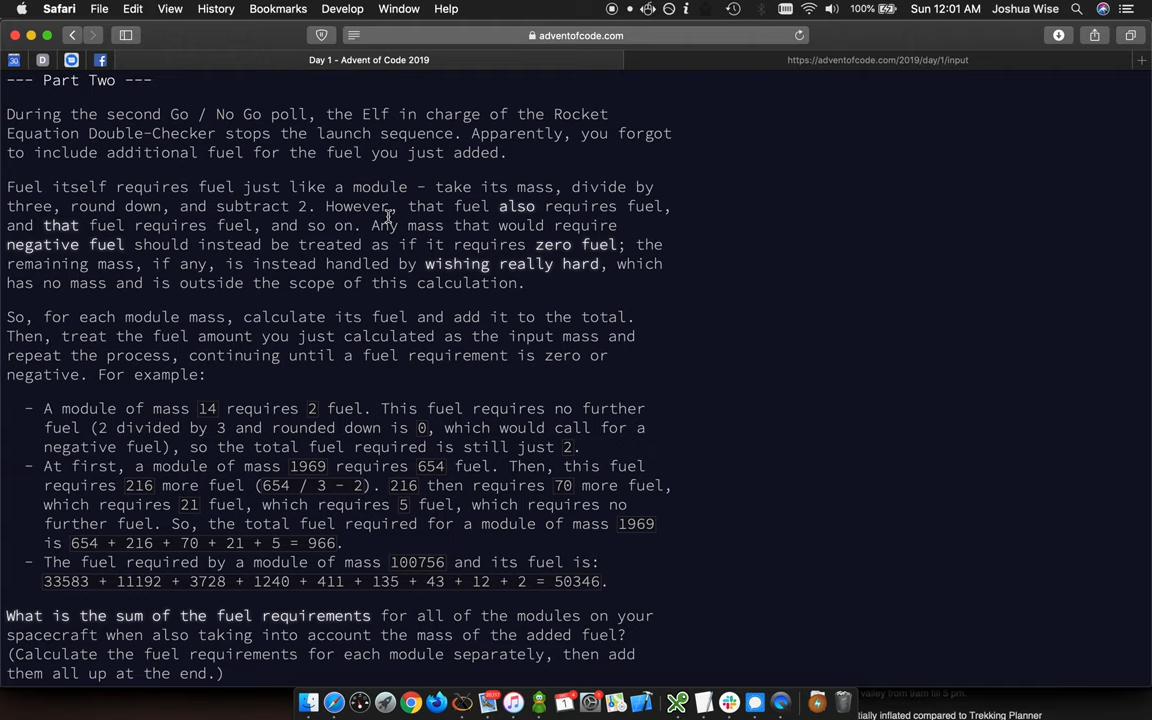 Safari File Edit View History Bookmarks Develop Window Help 100% Sun 12:01 AM Joshua Wise
adventofcode.com
Day 1 - Advent of Code 2019 https://adventofcode.com/2019/day/1/input
--- Part Two ---
During the second Go / No Go poll, the Elf in charge of the Rocket
Equation Double-Checker stops the launch sequence. Apparently, you forgot
to include additional fuel for the fuel you just added.
Fuel itself requires fuel just like a module - take its mass, divide by
three, round down, and subtract 2. However, that fuel also requires fuel,
and that fuel requires fuel, and so on. Any mass that would require
negative fuel should instead be treated as if it requires zero fuel; the
remaining mass, if any, is instead handled by wishing really hard, which
has no mass and is outside the scope of this calculation.
So, for each module mass, calculate its fuel and add it to the total.
Then, treat the fuel amount you just calculated as the input mass and
repeat the process, continuing until a fuel requirement is zero or
negative. For example:
- A module of mass 14 requires 2 fuel. This fuel requires no further
fuel (2 divided by 3 and rounded down is 0, which would call for a
negative fuel), so the total fuel required is still just 2.
- At first, a module of mass 1969 requires 654 fuel. Then, this fuel
requires 216 more fuel (654 / 3 - 2). 216 then requires 70 more fuel,
which requires 21 fuel, which requires 5 fuel, which requires no
further fuel. So, the total fuel required for a module of mass 1969
is 654 + 216 + 70 + 21 + 5 = 966.
- The fuel required by a module of mass 100756 and its fuel is:
33583 + 11192 + 3728 + 1240 + 411 + 135 + 43 + 12 + 2 = 50346.
What is the sum of the fuel requirements for all of the modules on your
spacecraft when also taking into account the mass of the added fuel?
(Calculate the fuel requirements for each module separately, then add
them all up at the end.)
valley from 9am till 5 pm.
tially inflated compared to Trekking Planner